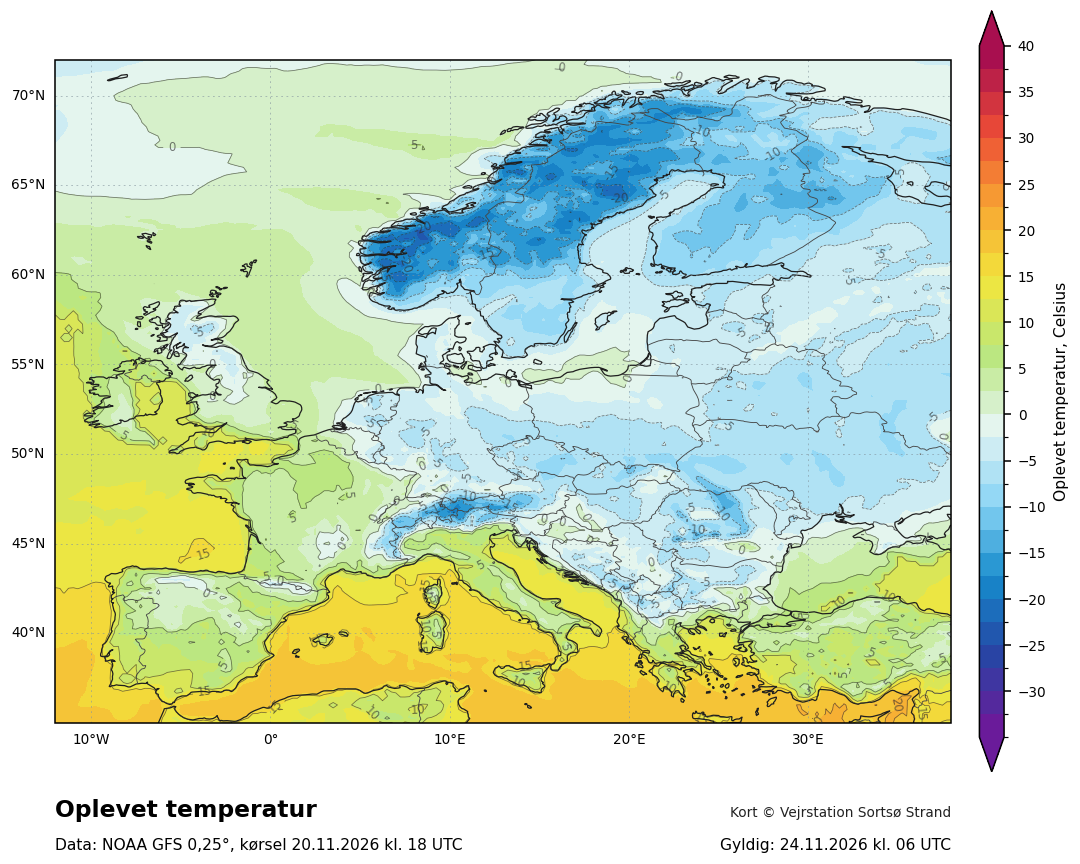 70°N
65°N
60°N
55°N
50°N
45°N
40°N
10°W
0°
10°E
20°E
30°E
40
35
30
25
20
15
10
5
0
−5
−10
−15
−20
−25
−30
Oplevet temperatur, Celsius
Oplevet temperatur
Kort © Vejrstation Sortsø Strand
Data: NOAA GFS 0,25°, kørsel 20.11.2026 kl. 18 UTC
Gyldig: 24.11.2026 kl. 06 UTC